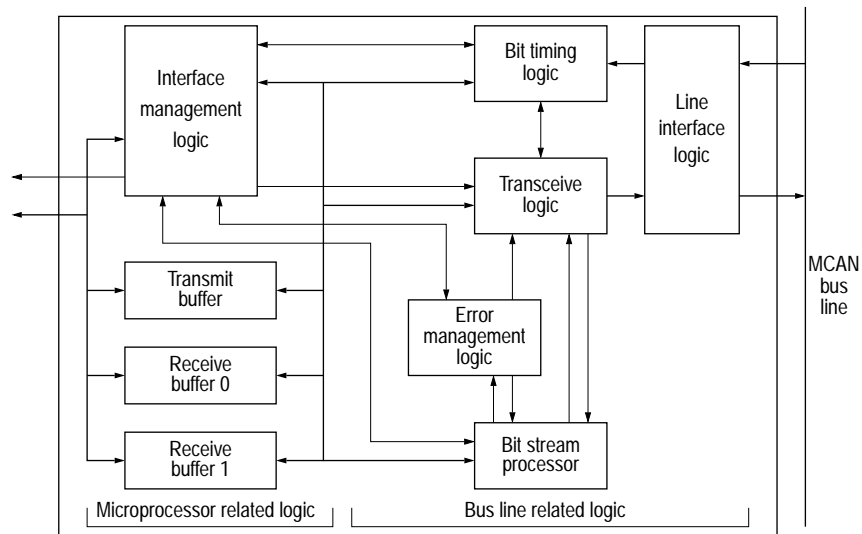 Interface
management
logic
Bit timing
logic
Line
interface
logic
Transceive
logic
MCAN
bus
line
Transmit
buffer
Error
management
logic
Receive
buffer 0
Receive
buffer 1
Bit stream
processor
Microprocessor related logic
Bus line related logic